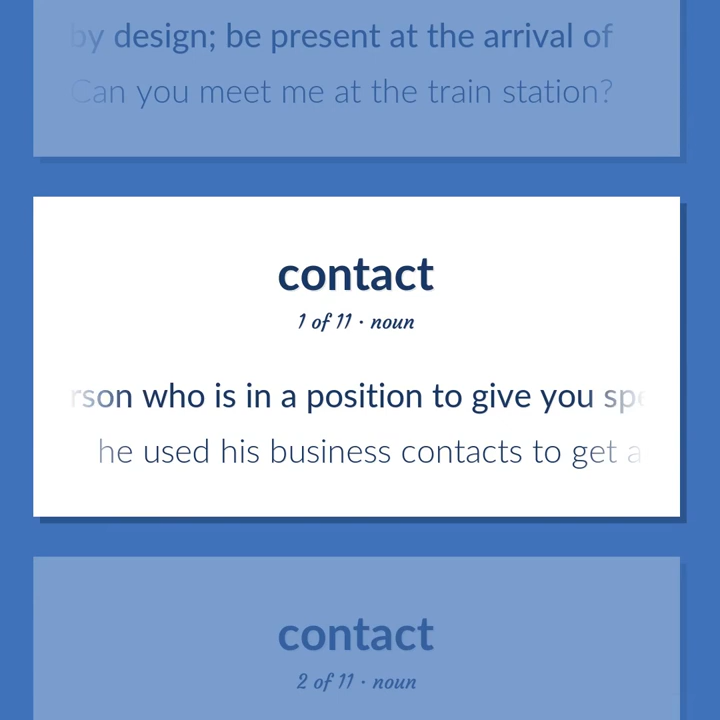 by design; be present at the arrival of
Can you meet me at the train station?
contact
1 of 11 · noun
who is in a position to give you
he used his business contacts to get
contact
2 of 11 · noun